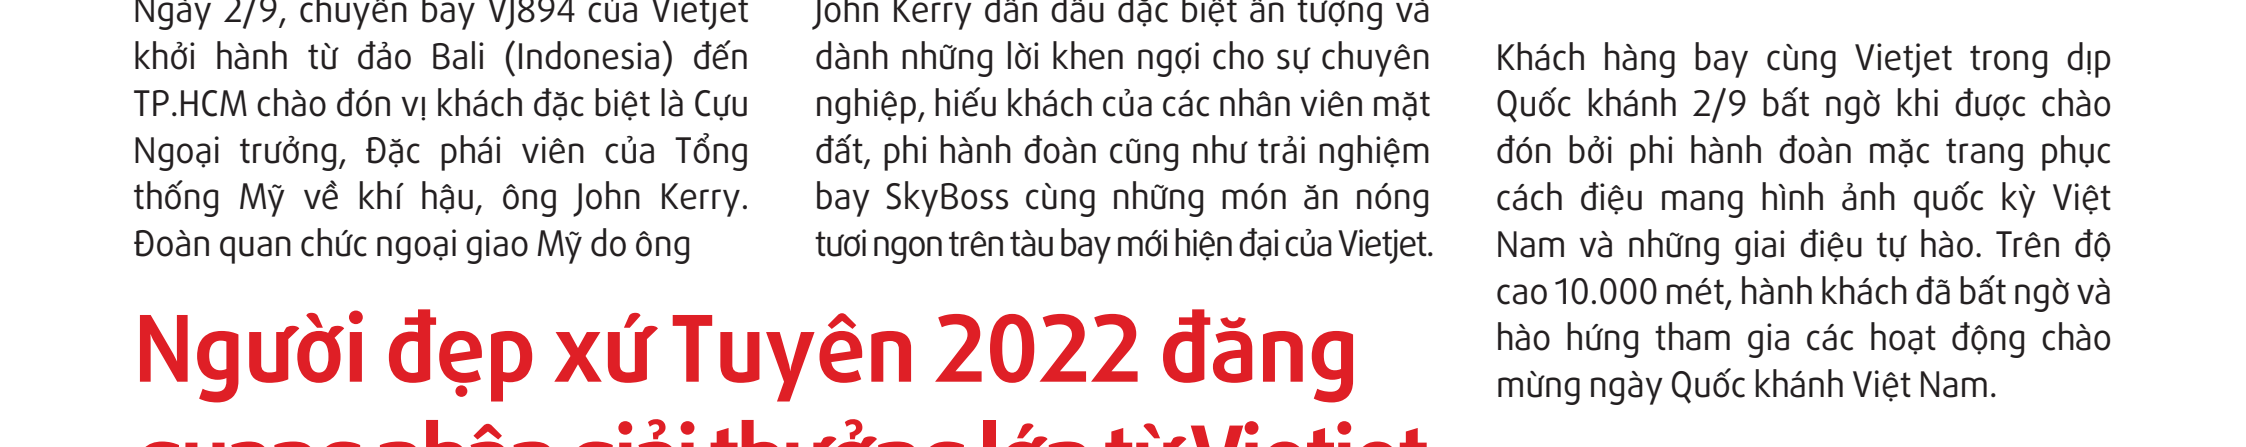 Ngày 2/9, chuyến bay VJ894 của Vietjet
khởi hành từ đảo Bali (Indonesia) đến
TP.HCM chào đón vị khách đặc biệt là Cựu
Ngoại trưởng, Đặc phái viên của Tổng
thống Mỹ về khí hậu, ông John Kerry.
Đoàn quan chức ngoại giao Mỹ do ông
John Kerry dẫn đầu đặc biệt ấn tượng và
dành những lời khen ngợi cho sự chuyên
nghiệp, hiếu khách của các nhân viên mặt
đất, phi hành đoàn cũng như trải nghiệm
bay SkyBoss cùng những món ăn nóng
tươi ngon trên tàu bay mới hiện đại của Vietjet.
Khách hàng bay cùng Vietjet trong dịp
Quốc khánh 2/9 bất ngờ khi được chào
đón bởi phi hành đoàn mặc trang phục
cách điệu mang hình ảnh quốc kỳ Việt
Nam và những giai điệu tự hào. Trên độ
cao 10.000 mét, hành khách đã bất ngờ và
hào hứng tham gia các hoạt động chào
mừng ngày Quốc khánh Việt Nam.
Người đẹp xứ Tuyên 2022 đăng
quang nhận giải thưởng lớn từ Vietjet